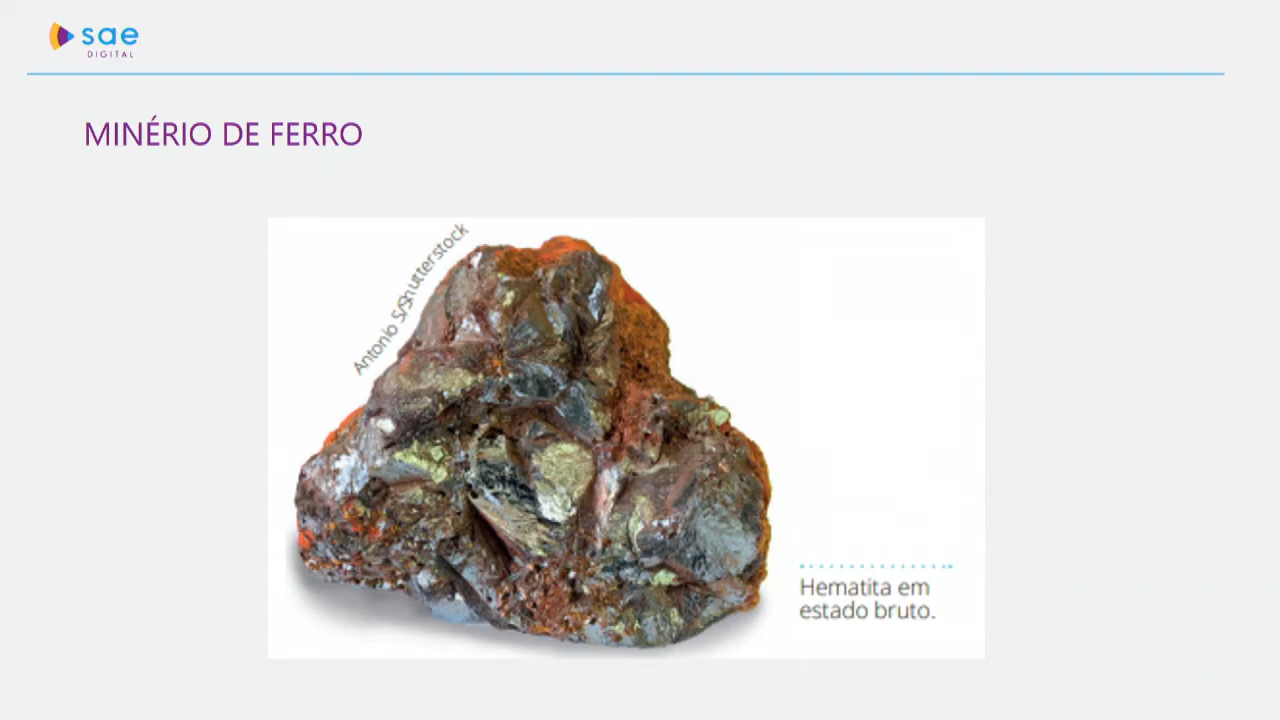 sae
DIGITAL
MINÉRIO DE FERRO
Antonio S/Shutterstock
Hematita em
estado bruto.